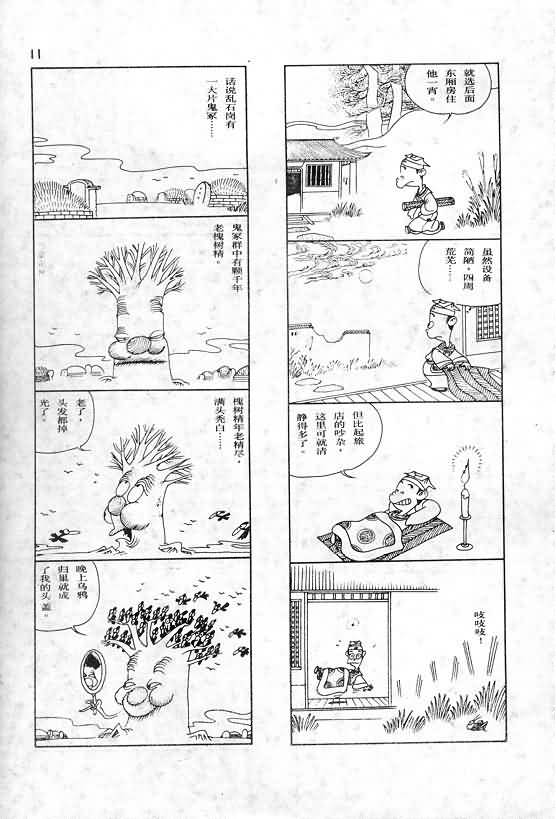 11
就选后面
东厢房住
他一宵。
虽然设备
简陋，四周
荒芜……
但比起旅
店的吵杂，
这里可就清
静得多了。
吱吱吱！
话说乱石岗有
一大片鬼冢……
鬼冢群中有颗千年
老槐树精。
槐树精年老精尽，
满头秃白……
老了，
头发都掉
光了。
晚上乌鸦
归巢就成
了我的头盖